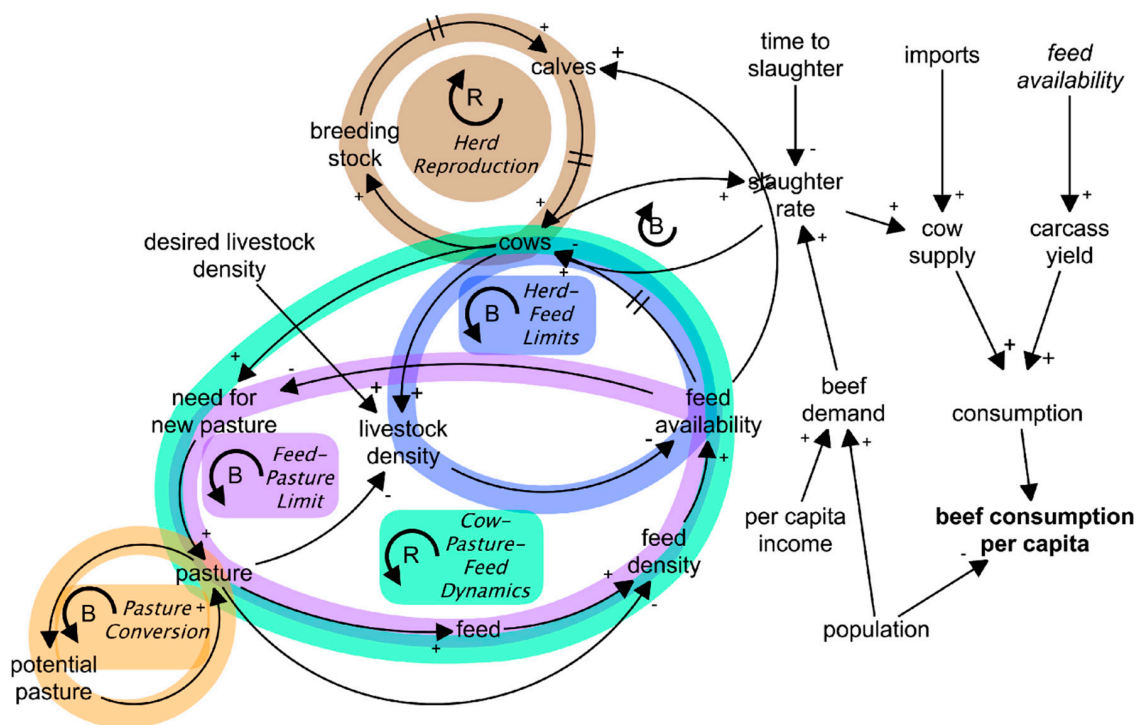 time to
slaughter
imports
feed
availability
calves
R
Herd
Reproduction
breeding
stock
slaughter
rate
B
cow
supply
carcass
yield
desired livestock
density
cows
B
Herd-
Feed
Limits
need for
new pasture
livestock
density
feed
availability
beef
demand
consumption
B
Feed-
Pasture
Limit
R
Cow-
Pasture-
Feed
Dynamics
feed
density
per capita
income
beef consumption
per capita
pasture
B
Pasture +
Conversion
feed
population
potential
pasture